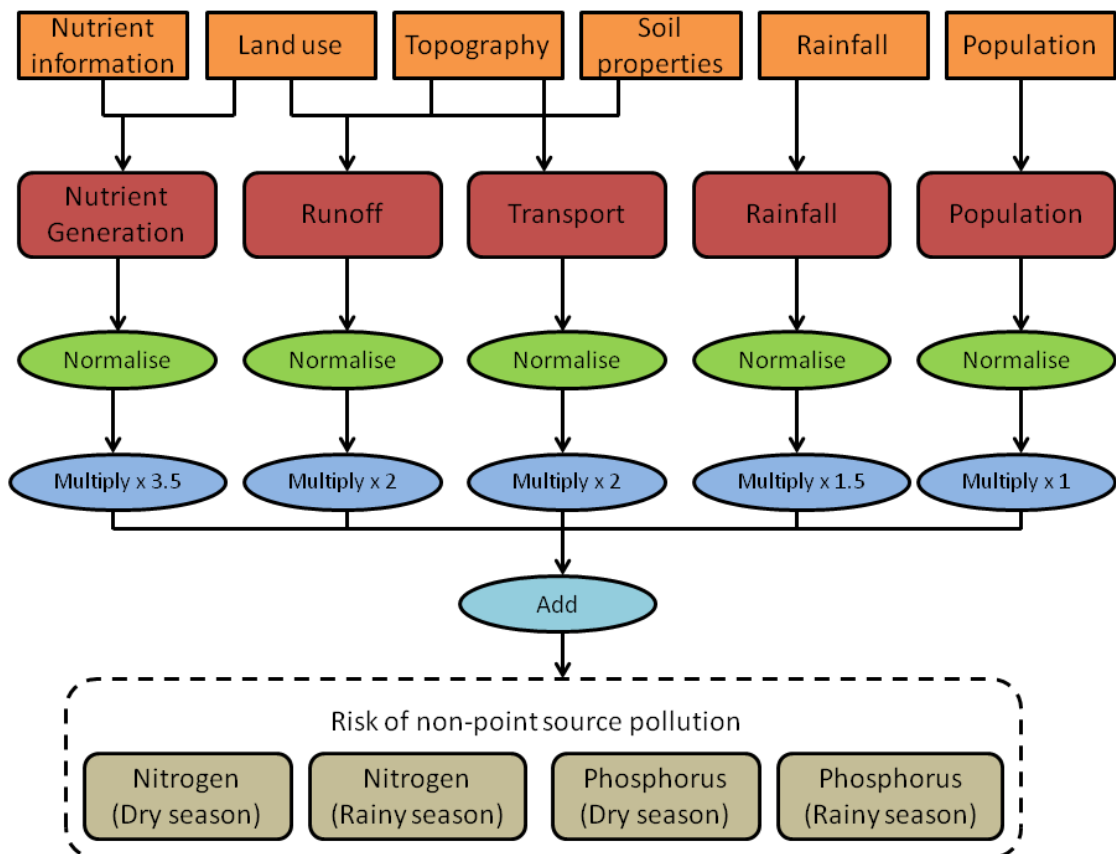 Nutrient
information
Land use
Topography
Soil
properties
Rainfall
Population
Nutrient
Generation
Runoff
Transport
Rainfall
Population
Normalise
Normalise
Normalise
Normalise
Normalise
Multiply x 3.5
Multiply x 2
Multiply x 2
Multiply x 1.5
Multiply x 1
Add
Risk of non-point source pollution
Nitrogen
(Dry season)
Nitrogen
(Rainy season)
Phosphorus
(Dry season)
Phosphorus
(Rainy season)